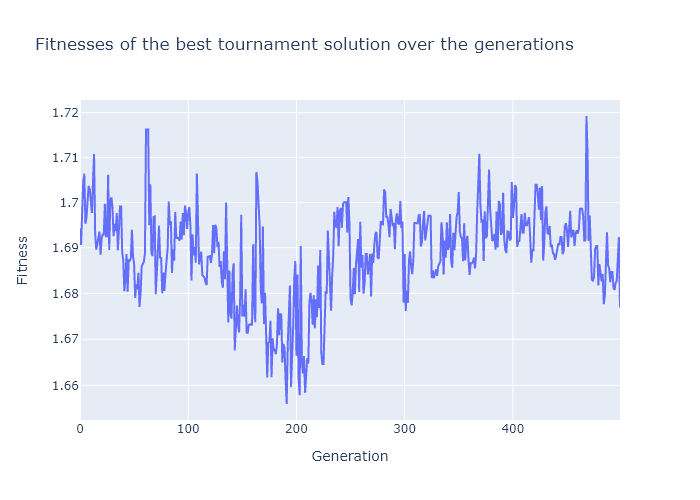 Fitnesses of the best tournament solution over the generations
1.72
1.71
1.7
1.69
1.68
1.67
1.66
Fitness
0 100 200 300 400
Generation